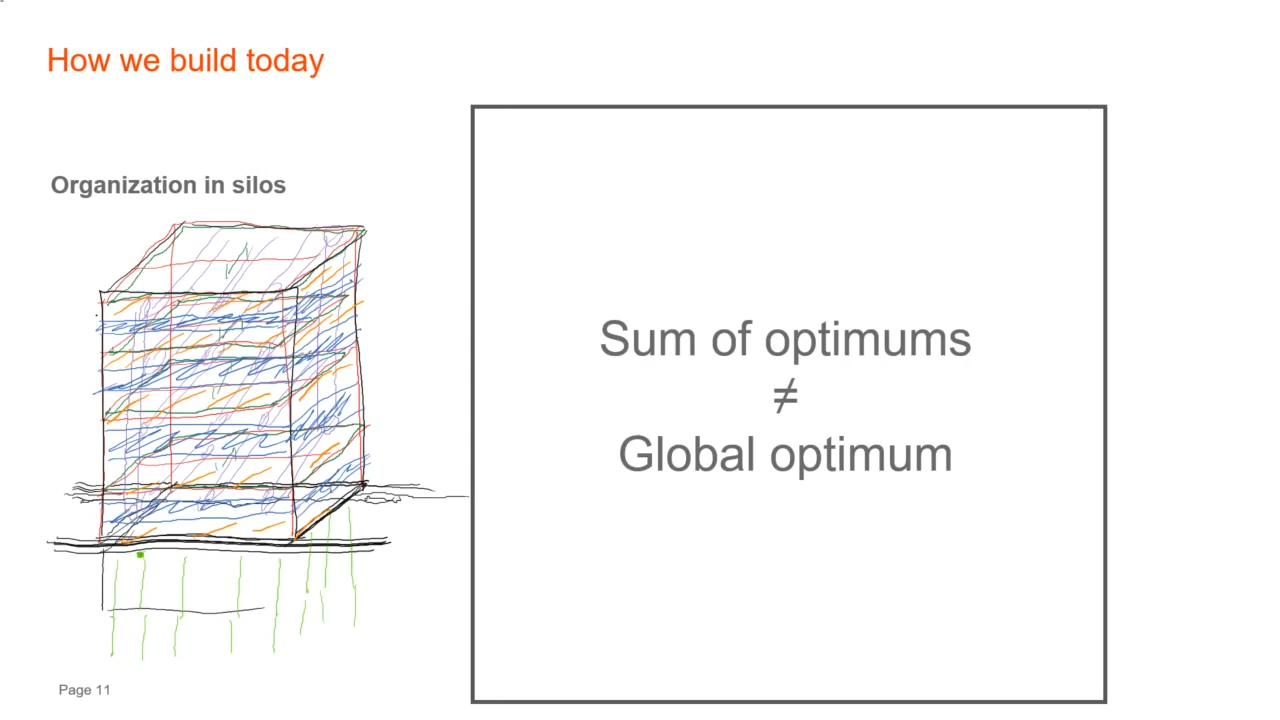 How we build today
Organization in silos
Sum of optimums
≠
Global optimum
Page 11